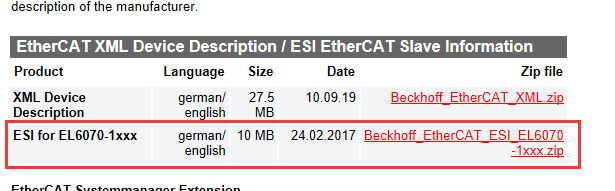 description of the manufacturer.
EtherCAT XML Device Description / ESI EtherCAT Slave Information
Product Language Size Date Zip file
XML Device german/ 27.5 10.09.19 Beckhoff_EtherCAT_XML.zip
Description english MB
ESI for EL6070-1xxx german/ 10 MB 24.02.2017 Beckhoff_EtherCAT_ESI_EL6070
english -1xxx.zip
EtherCAT Systemmanager Extension